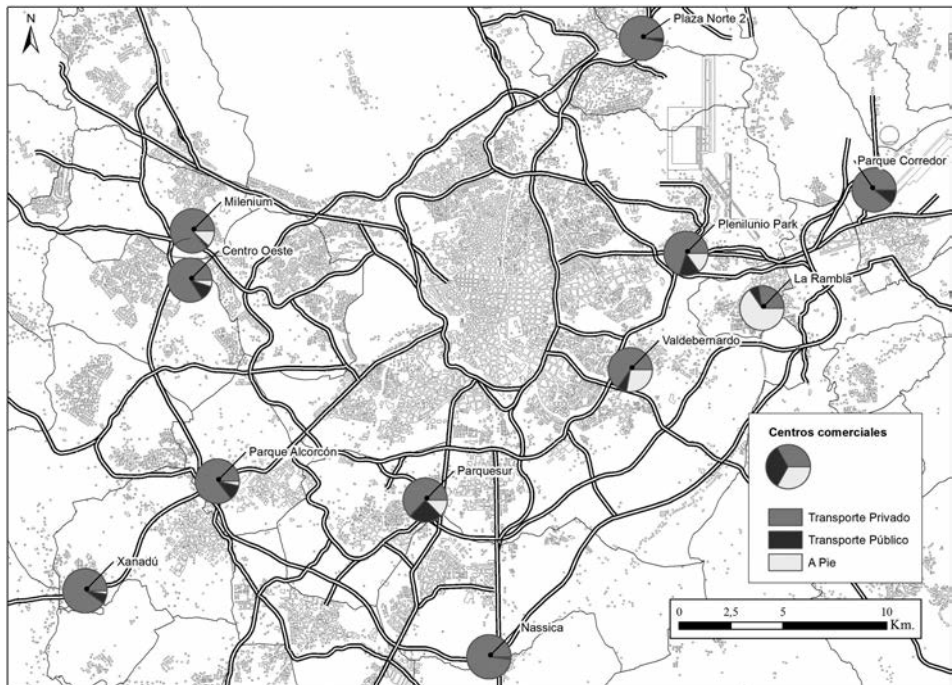 N
Plaza Norte 2
Parque Corredor
Milenium
Plenilunio Park
Centro Oeste
La Rambla
Valdebernardo
Parque Alcorcón
Parquesur
Xanadú
Nassica
Centros comerciales
Transporte Privado
Transporte Público
A Pie
0 2,5 5 10
Km.